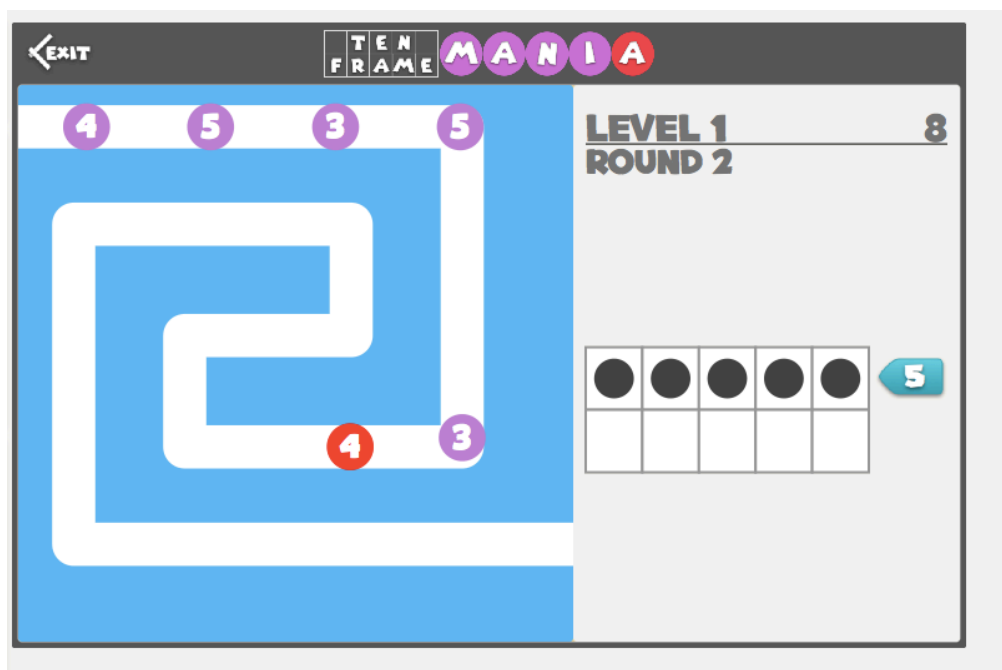 EXIT
TEN
FRAME MANIA
4 5 3 5
LEVEL 1 8
ROUND 2
5
4 3